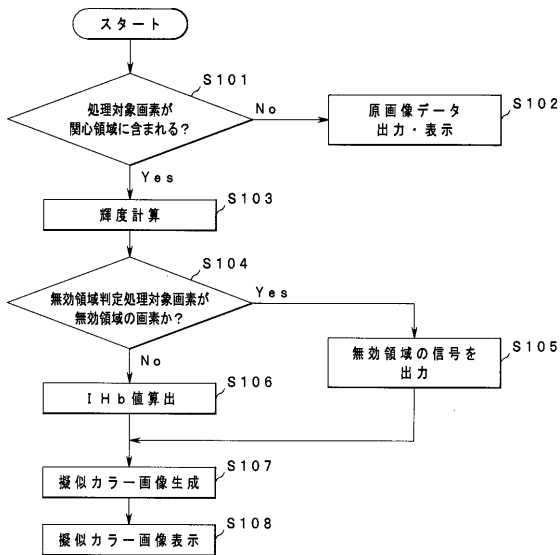 スタート
S101
処理対象画素が
関心領域に含まれる?
No
S102
原画像データ
出力・表示
Yes
S103
輝度計算
S104
無効領域判定処理対象画素が
無効領域の画素か?
Yes
S105
無効領域の信号を
出力
No
S106
IHb値算出
S107
擬似カラー画像生成
S108
擬似カラー画像表示